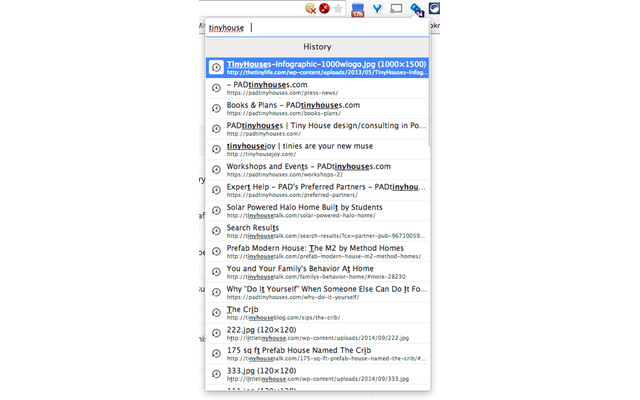 176
tinyhouse
History
TinyHouses-Infographic-1000wlogo.jpg (1000×1500)
http://thetinylife.com/wp-content/uploads/2013/05/TinyHouses-Infog...
- PADtinyhouses.com
https://padtinyhouses.com/press-news/
Books & Plans - PADtinyhouses.com
https://padtinyhouses.com/books-plans/
PADtinyhouses | Tiny House design/consulting in Po...
http://padtinyhouses.com/
tinyhousejoy | tinies are your new muse
http://tinyhousejoy.com/
Workshops and Events - PADtinyhouses.com
https://padtinyhouses.com/workshops-2/
Expert Help - PAD's Preferred Partners - PADtinyhou...
https://padtinyhouses.com/preferred-partners/
Solar Powered Halo Home Built by Students
http://tinyhousetalk.com/solar-powered-halo-home/
Search Results
http://tinyhousetalk.com/search-results/?cx=partner-pub-96710059...
Prefab Modern House: The M2 by Method Homes
http://tinyhousetalk.com/prefab-modern-house-m2-method-homes/
You and Your Family's Behavior At Home
http://tinyhousetalk.com/familys-behavior-home/#more-28230
Why "Do It Yourself" When Someone Else Can Do It Fo...
https://padtinyhouses.com/why-do-it-yourself/
The Crib
http://tinyhouseblog.com/sips/the-crib/
222.jpg (120×120)
http://littletinyhouse.com/wp-content/uploads/2014/09/222.jpg
175 sq ft Prefab House Named The Crib
http://tinyhousetalk.com/175-sq-ft-prefab-house-named-the-crib/#...
333.jpg (120×120)
http://littletinyhouse.com/wp-content/uploads/2014/09/333.jpg